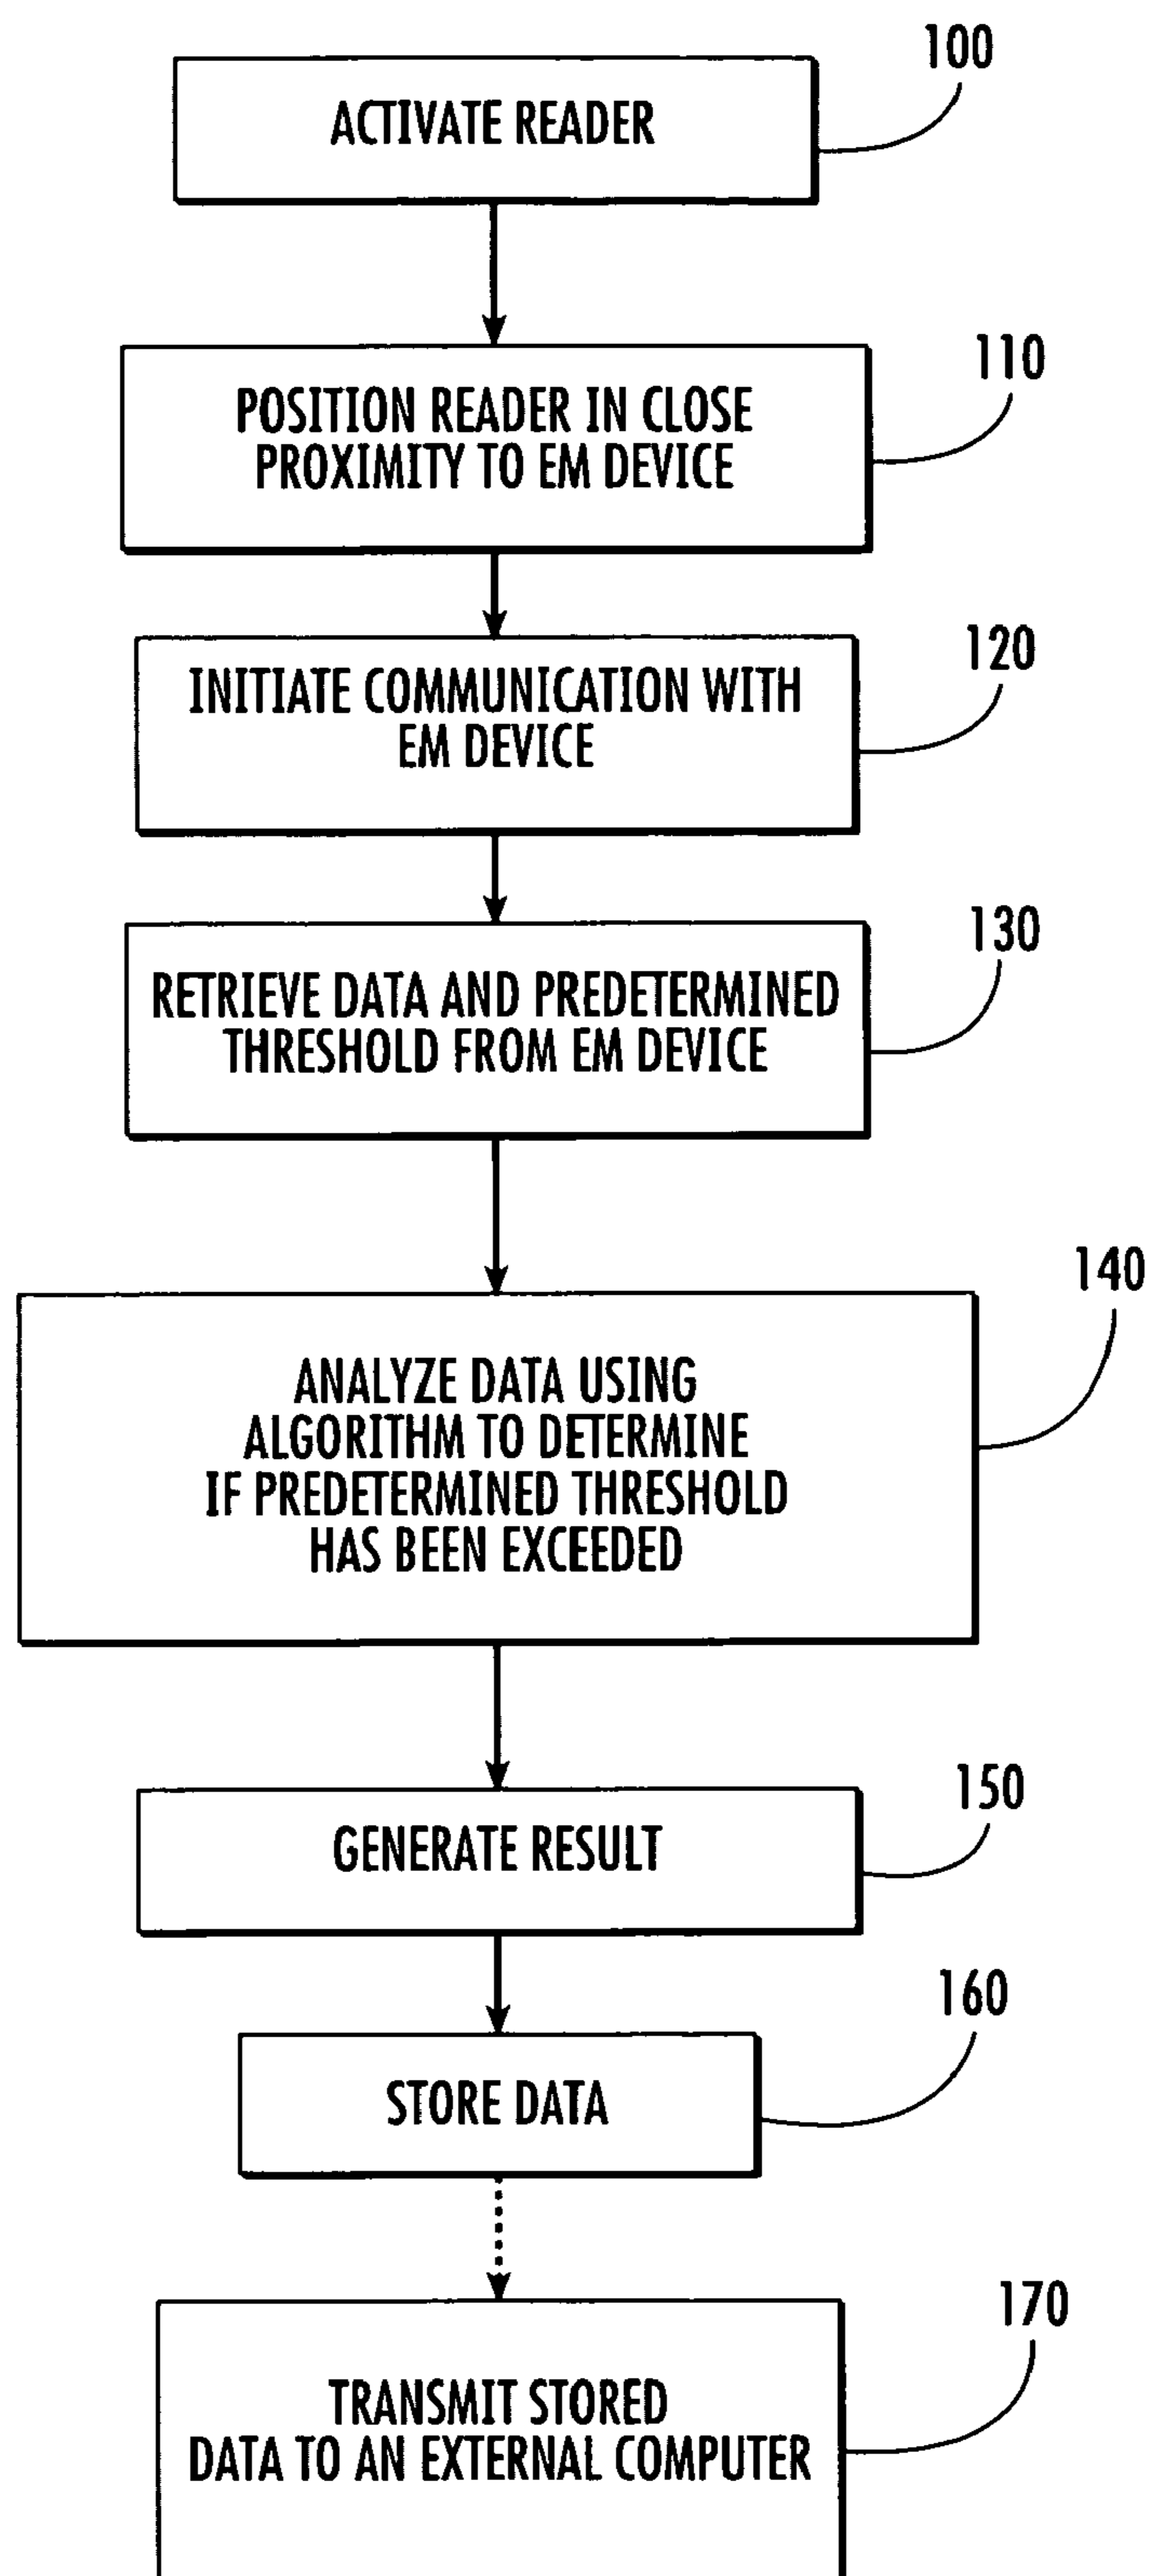 100
ACTIVATE READER
110
POSITION READER IN CLOSE
PROXIMITY TO EM DEVICE
120
INITIATE COMMUNICATION WITH
EM DEVICE
130
RETRIEVE DATA AND PREDETERMINED
THRESHOLD FROM EM DEVICE
140
ANALYZE DATA USING
ALGORITHM TO DETERMINE
IF PREDETERMINED THRESHOLD
HAS BEEN EXCEEDED
150
GENERATE RESULT
160
STORE DATA
170
TRANSMIT STORED
DATA TO AN EXTERNAL COMPUTER